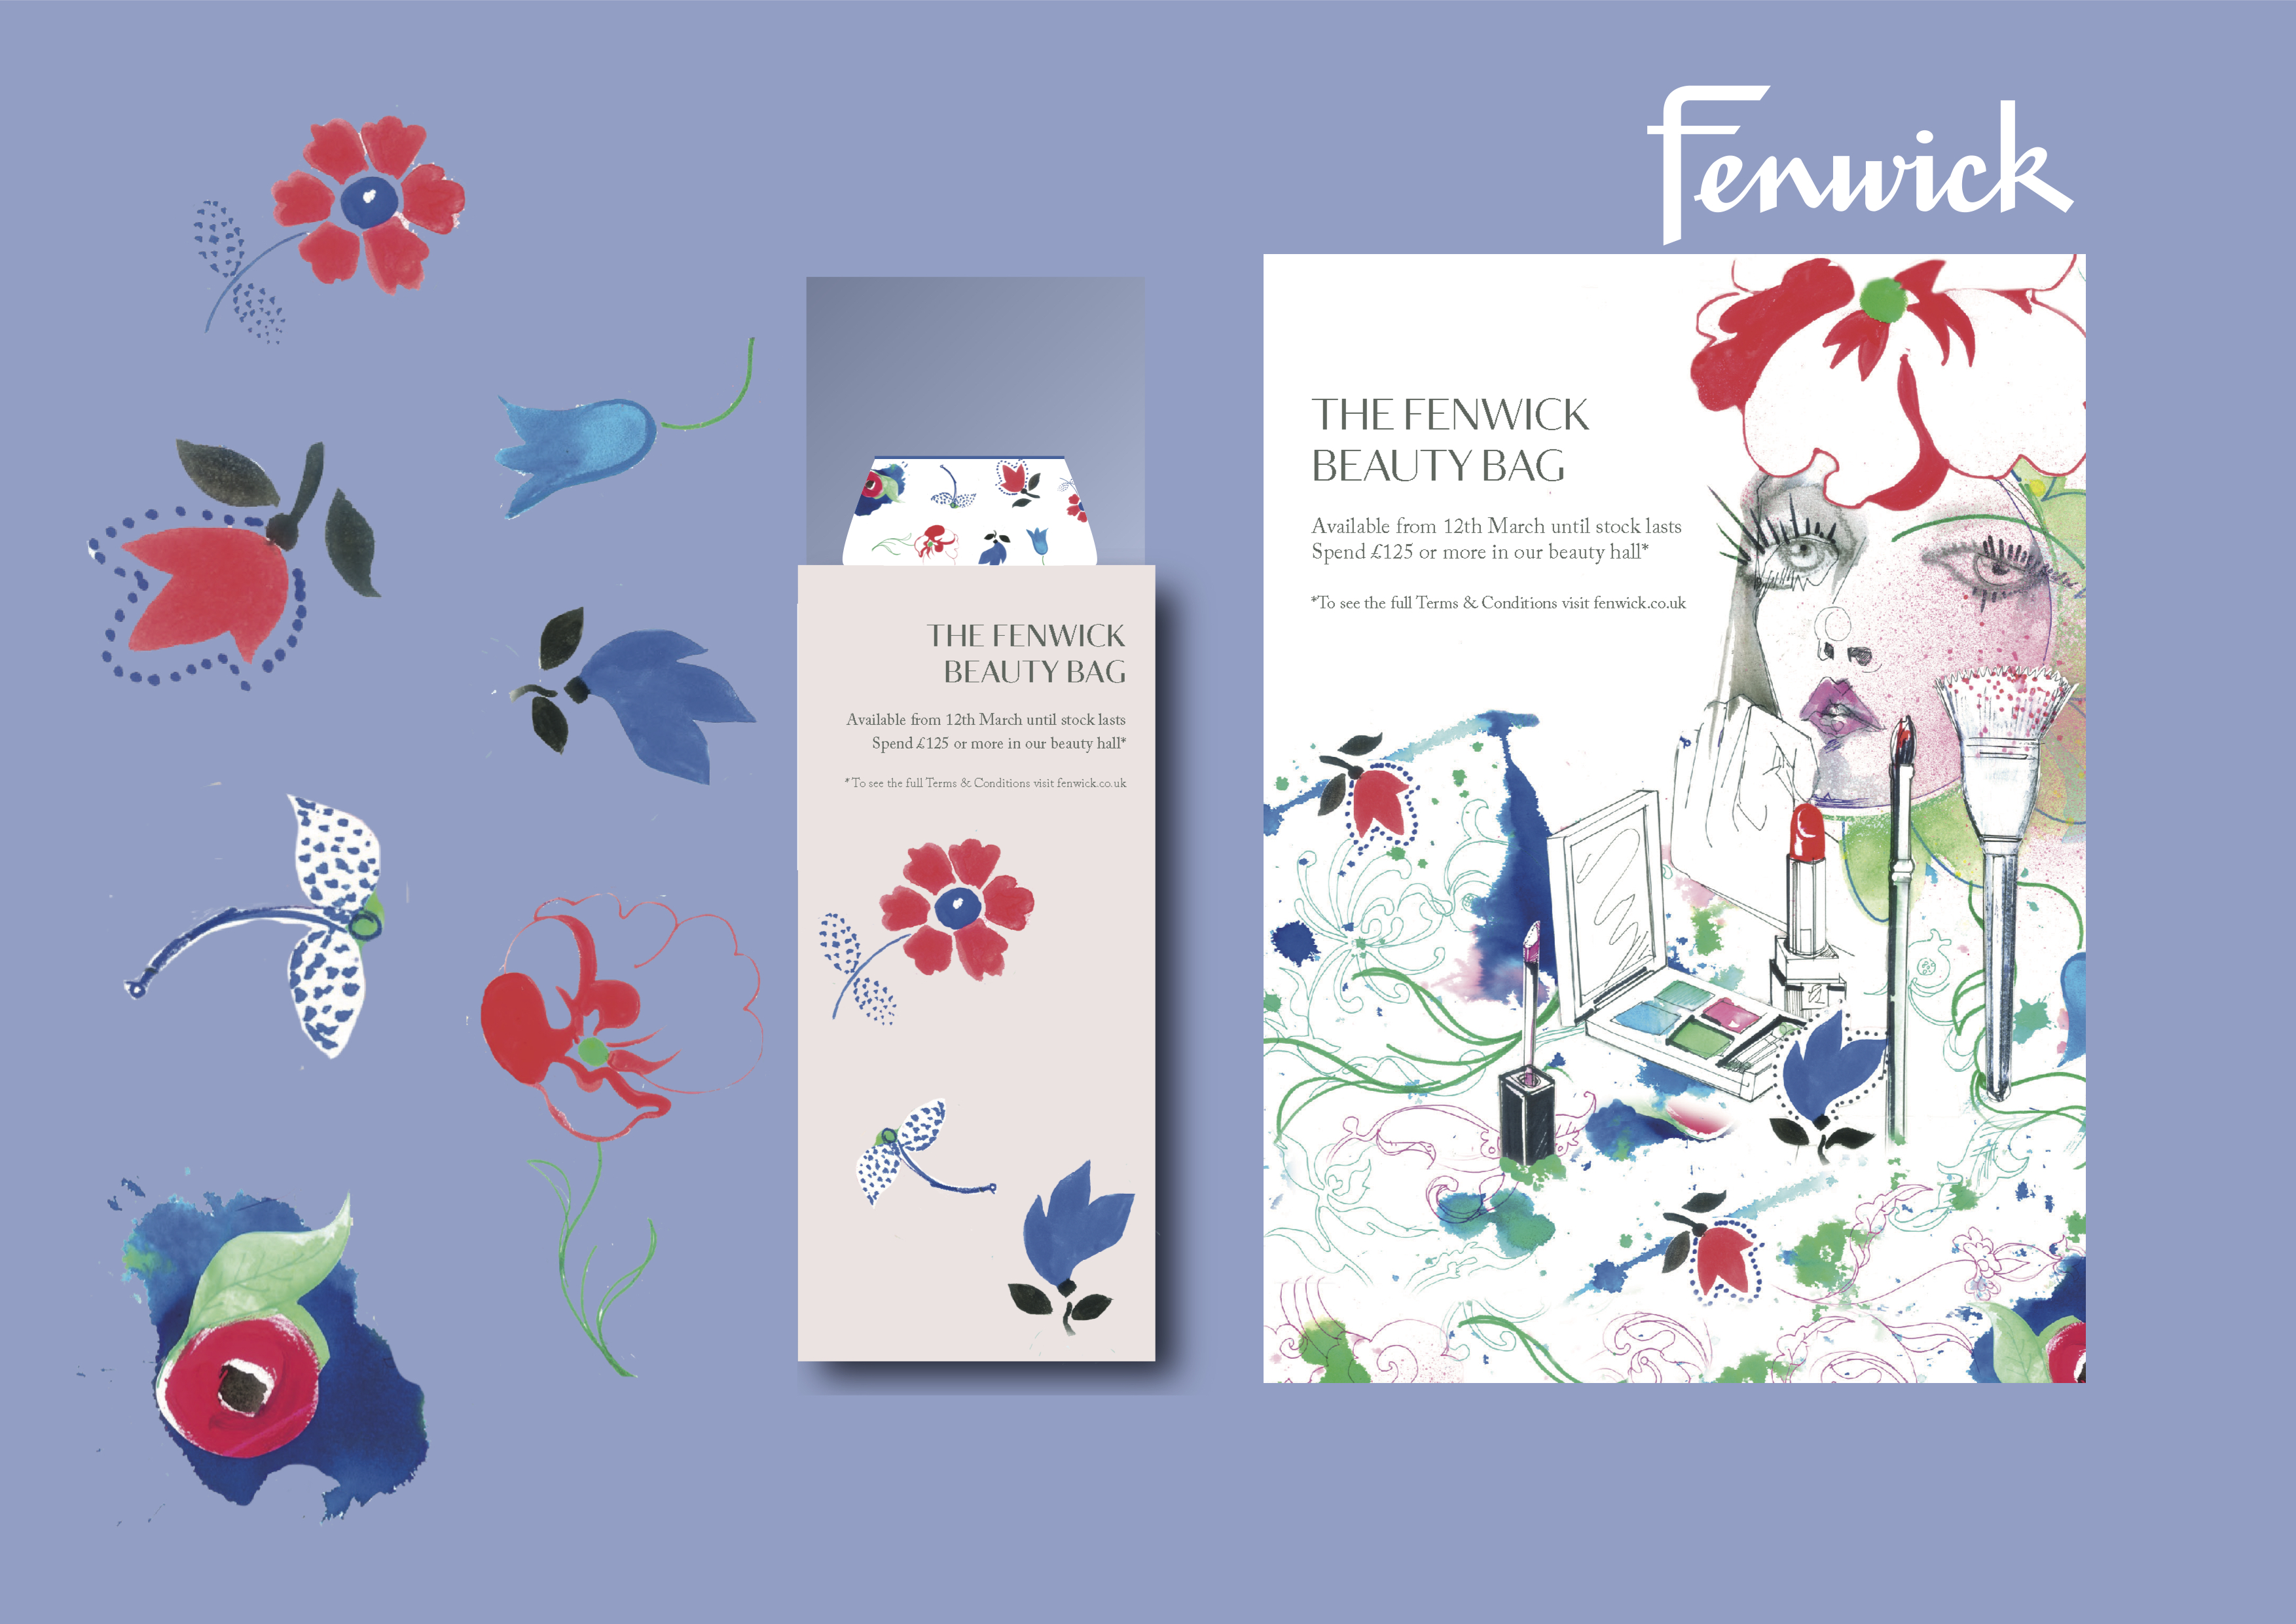 Fenwick
THE FENWICK
BEAUTY BAG
Available from 12th March until stock lasts
Spend £125 or more in our beauty hall*
* To see the full Terms & Conditions visit fenwick.co.uk
THE FENWICK
BEAUTY BAG
Available from 12th March until stock lasts
Spend £125 or more in our beauty hall*
*To see the full Terms & Conditions visit fenwick.co.uk